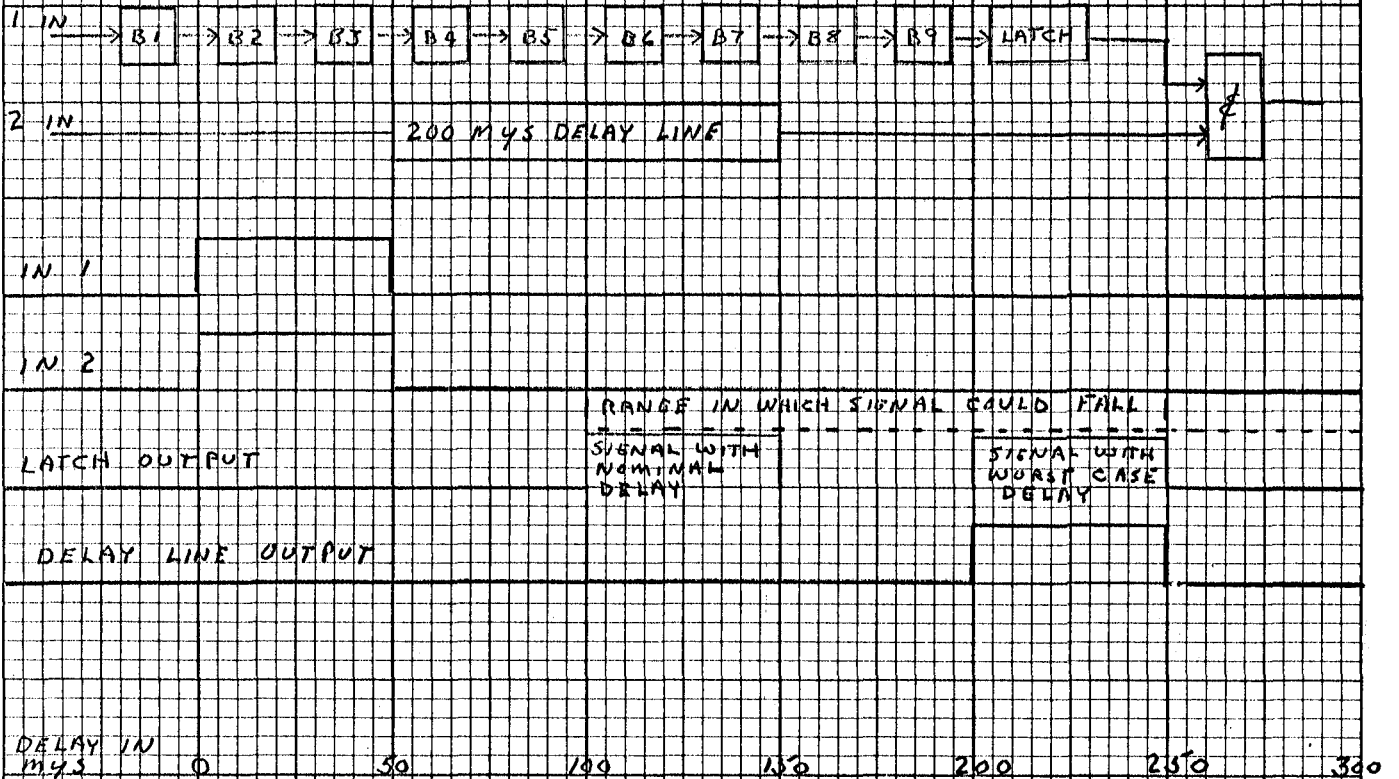 1 IN B1 B2 B3 B4 B5 B6 B7 B8 B9 LATCH
&
2 IN 200 MμS DELAY LINE
IN 1
IN 2
RANGE IN WHICH SIGNAL COULD FALL
LATCH OUTPUT
SIGNAL WITH
NOMINAL
DELAY
SIGNAL WITH
WORST CASE
DELAY
DELAY LINE OUTPUT
DELAY IN
mμs 0 50 100 150 200 250 300